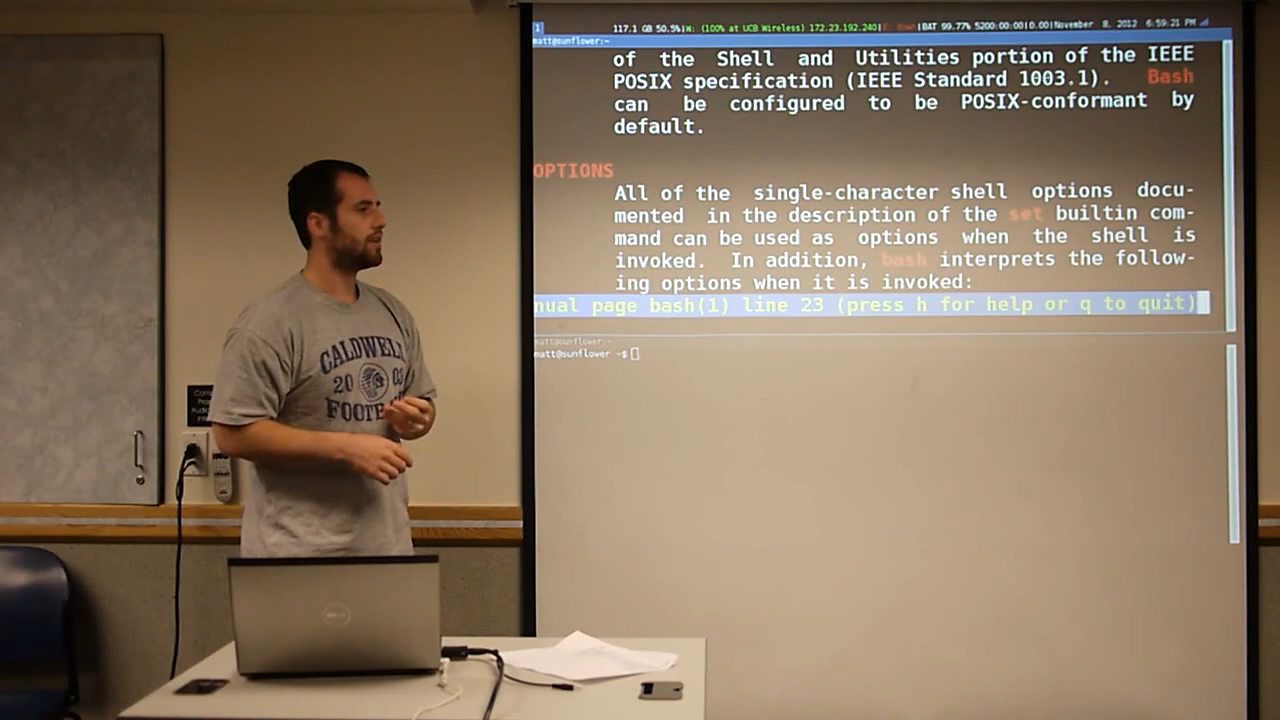 1 117.1 GB 50.5%|W: (100% at UCB Wireless) 172.23.192.240|E: down|BAT 99.77% 5200:00:00|0.00|November 8, 2012 6:59:21 PM
matt@sunflower:~
of the Shell and Utilities portion of the IEEE
POSIX specification (IEEE Standard 1003.1). Bash
can be configured to be POSIX-conformant by
default.
OPTIONS
All of the single-character shell options docu-
mented in the description of the set builtin com-
mand can be used as options when the shell is
invoked. In addition, bash interprets the follow-
ing options when it is invoked:
nual page bash(1) line 23 (press h for help or q to quit)
matt@sunflower:~
matt@sunflower ~$
CALDWELL
20 03
FOOTB
DELL